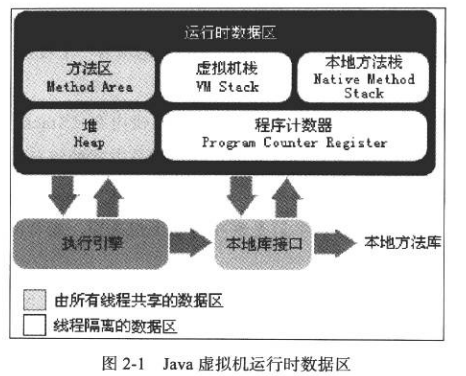 运行时数据区
方法区
Method Area
虚拟机栈
VM Stack
本地方法栈
Native Method
Stack
堆
Heap
程序计数器
Program Counter Register
执行引擎
本地库接口
本地方法库
由所有线程共享的数据区
线程隔离的数据区
图 2-1 Java 虚拟机运行时数据区